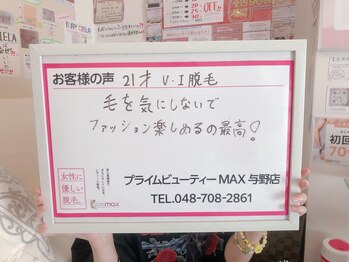 お客様の声 21才 V・I 脱毛
毛を気にしないで
ファッション楽しめるの最高!
女性に
優しい
脱毛
max
プライムビューティーMAX 与野店
TEL.048-708-2861
初回